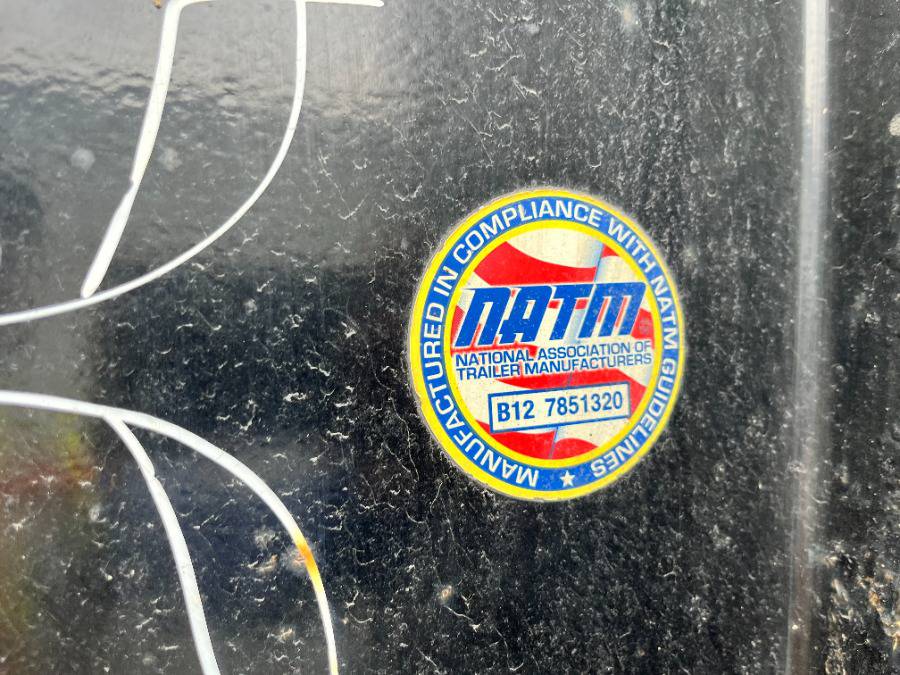 MANUFACTURED IN COMPLIANCE WITH NATM GUIDELINES
NATM
NATIONAL ASSOCIATION OF
TRAILER MANUFACTURERS
B12 7851320